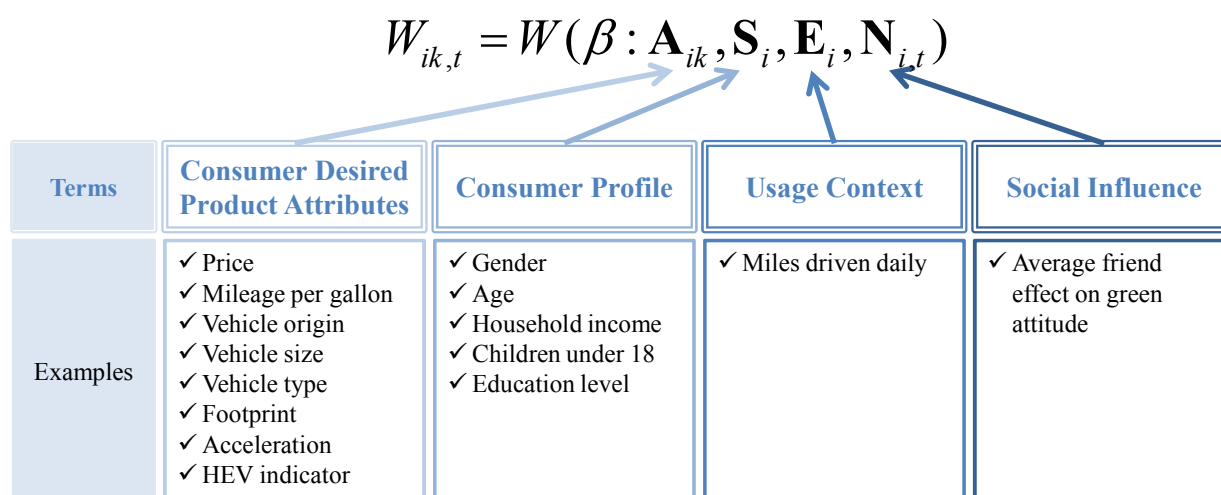 W_{ik,t} = W(β : A_{ik}, S_i, E_i, N_{i,t})
Terms
Consumer Desired
Product Attributes
Consumer Profile
Usage Context
Social Influence
Examples
✓ Price
✓ Mileage per gallon
✓ Vehicle origin
✓ Vehicle size
✓ Vehicle type
✓ Footprint
✓ Acceleration
✓ HEV indicator
✓ Gender
✓ Age
✓ Household income
✓ Children under 18
✓ Education level
✓ Miles driven daily
✓ Average friend
effect on green
attitude